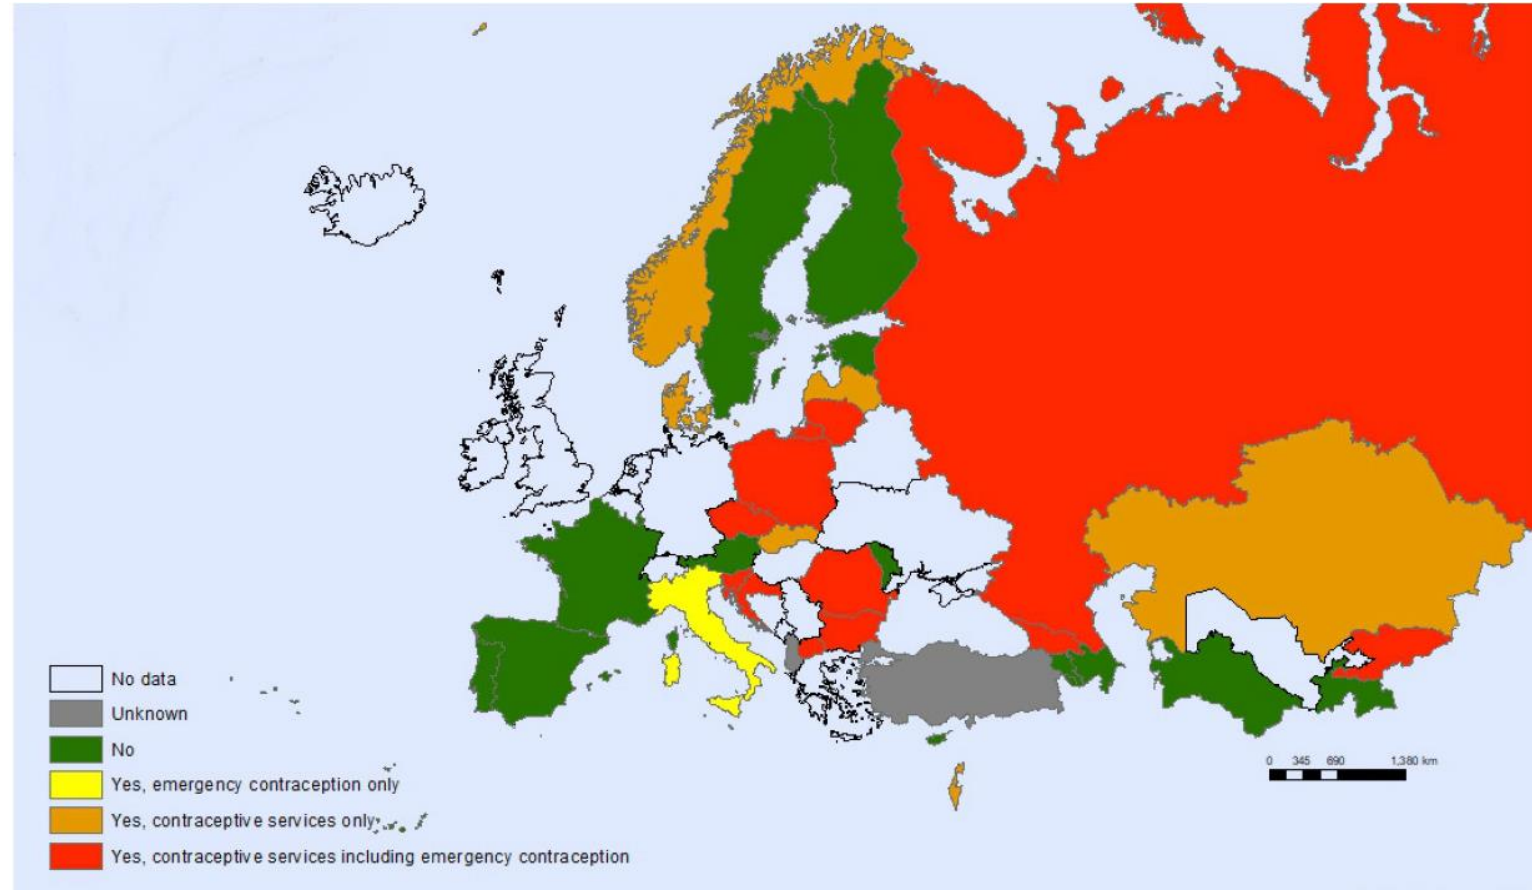 No data
Unknown
No
Yes, emergency contraception only
Yes, contraceptive services only
Yes, contraceptive services including emergency contraception
0 345 690 1,380 km